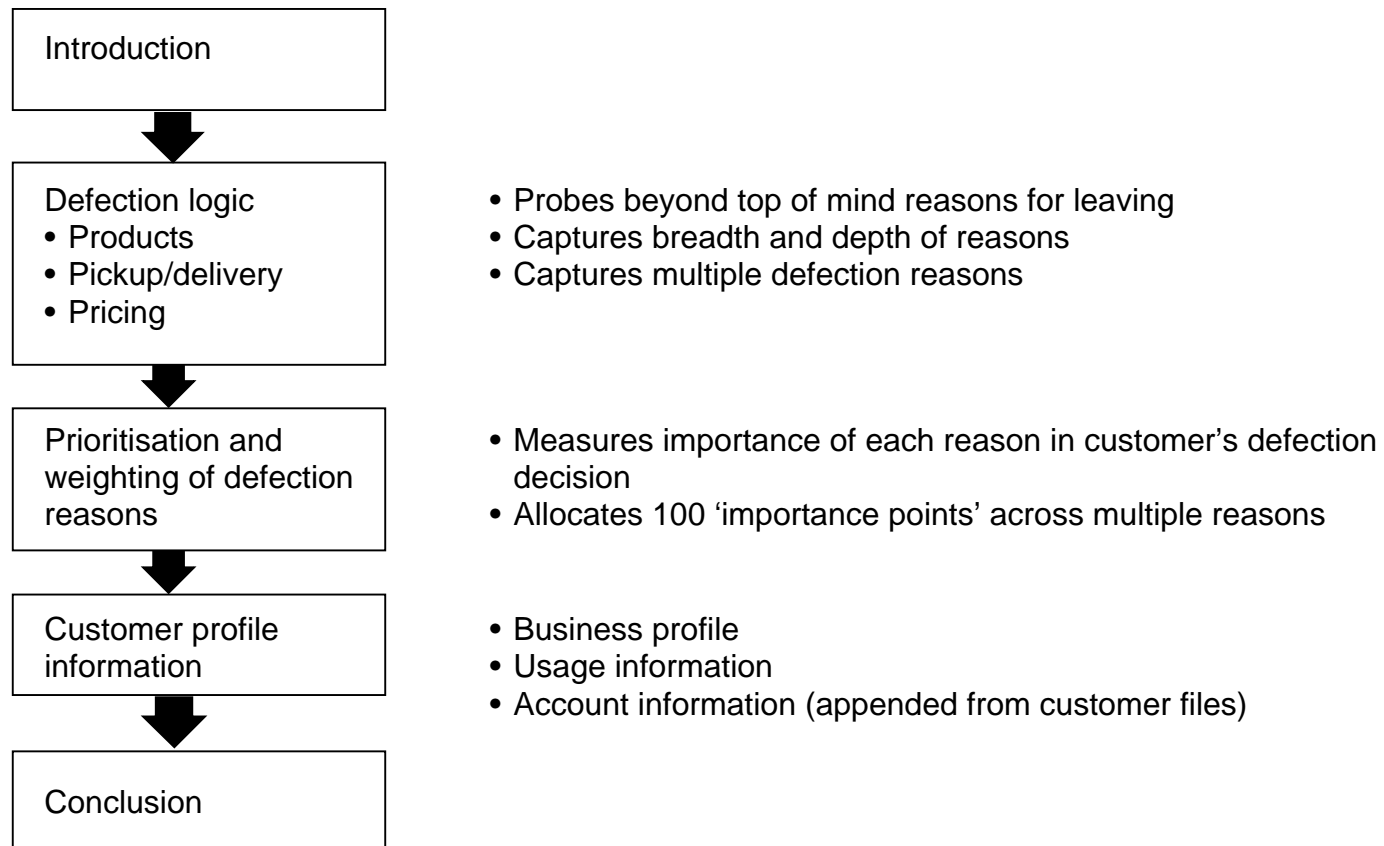 Introduction
Defection logic
• Products
• Pickup/delivery
• Pricing
• Probes beyond top of mind reasons for leaving
• Captures breadth and depth of reasons
• Captures multiple defection reasons
Prioritisation and
weighting of defection
reasons
• Measures importance of each reason in customer’s defection
decision
• Allocates 100 ‘importance points’ across multiple reasons
Customer profile
information
• Business profile
• Usage information
• Account information (appended from customer files)
Conclusion